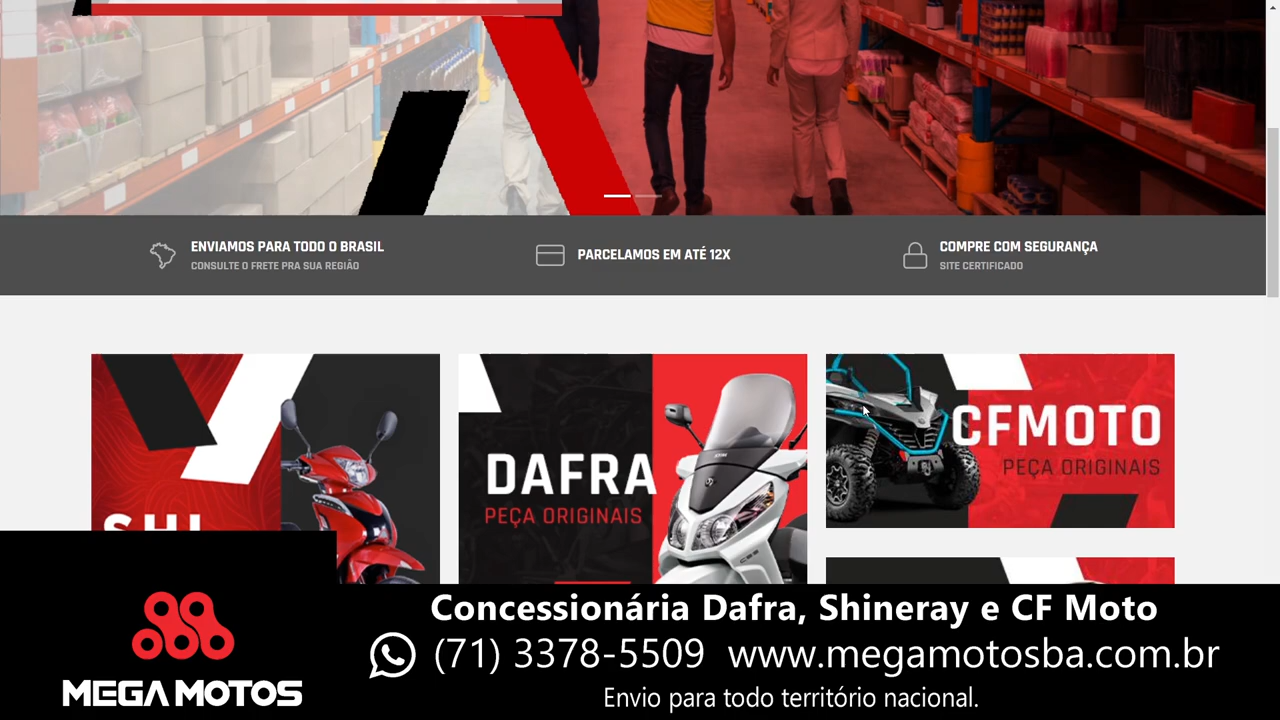 ENVIAMOS PARA TODO O BRASIL
CONSULTE O FRETE PRA SUA REGIÃO
PARCELAMOS EM ATÉ 12X
COMPRE COM SEGURANÇA
SITE CERTIFICADO
DAFRA
PEÇA ORIGINAIS
CFMOTO
PEÇA ORIGINAIS
MEGA MOTOS
Concessionária Dafra, Shineray e CF Moto
(71) 3378-5509 www.megamotosba.com.br
Envio para todo território nacional.